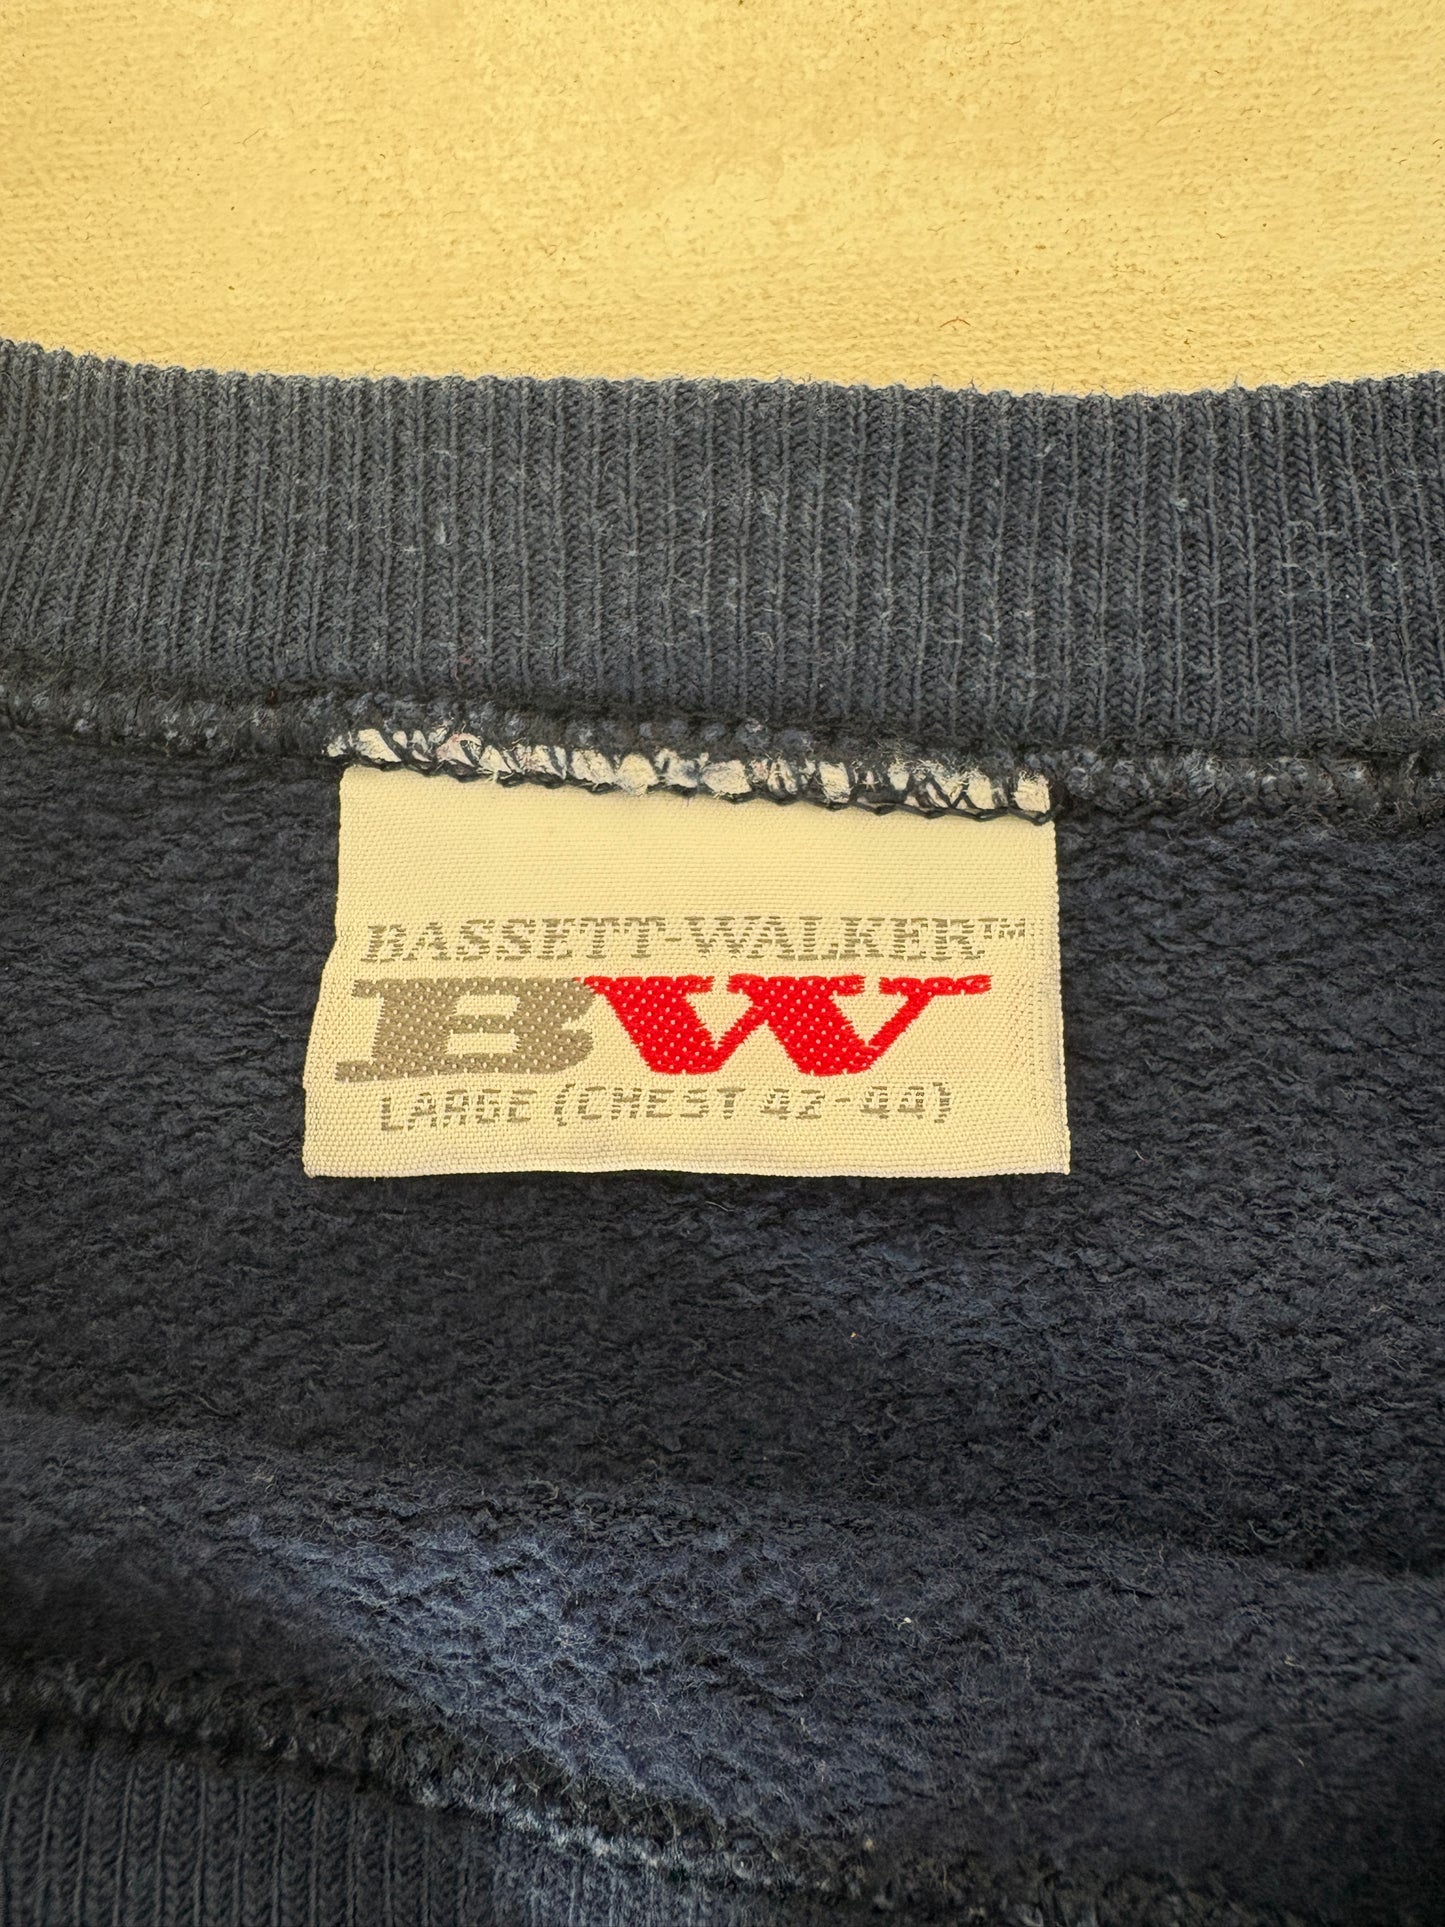 BASSETT-WALKER™
BW
LARGE (CHEST 42-44)